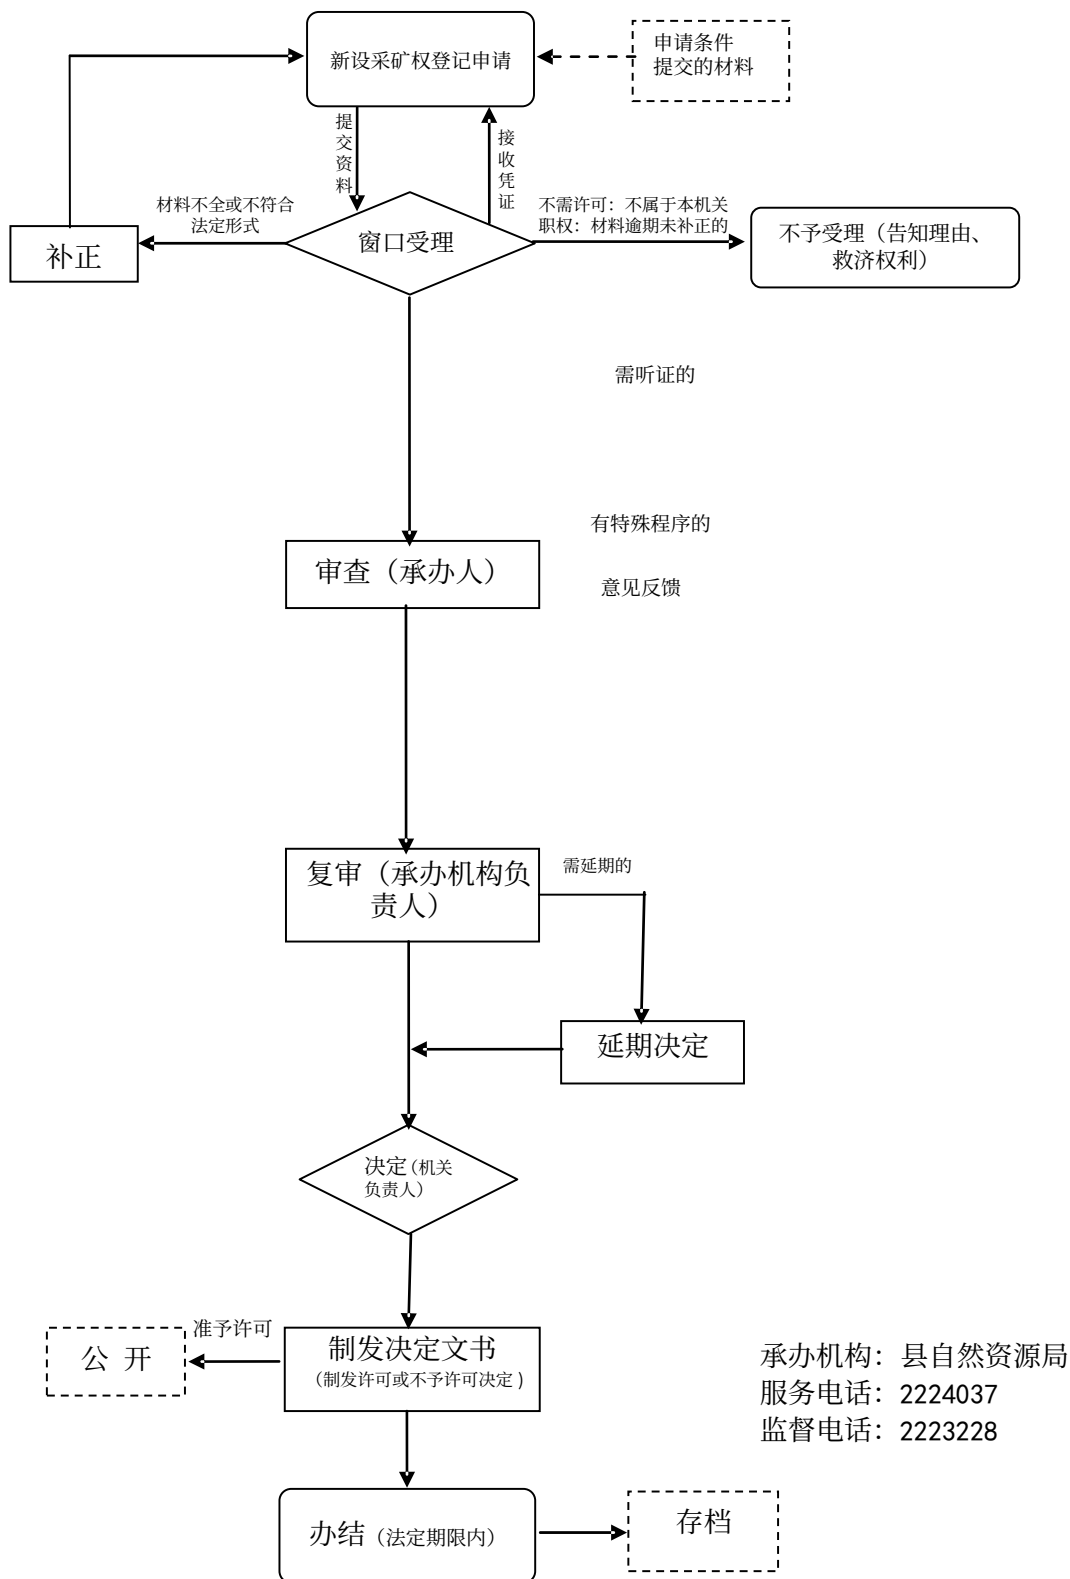 新设采矿权登记申请
申请条件
提交的材料
提交资料
接收凭证
材料不全或不符合
法定形式
不需许可：不属于本机关
职权：材料逾期未补正的
补正
窗口受理
不予受理（告知理由、
救济权利）
需听证的
有特殊程序的
审查（承办人）
意见反馈
复审（承办机构负
责人）
需延期的
延期决定
决定（机关
负责人）
准予许可
公 开
制发决定文书
（制发许可或不予许可决定）
承办机构：县自然资源局
服务电话：2224037
监督电话：2223228
办结（法定期限内）
存档